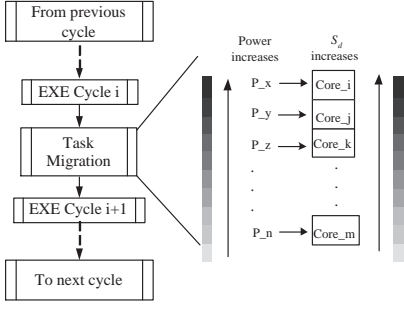 From previous
cycle
EXE Cycle i
Task
Migration
EXE Cycle i+1
To next cycle
Power
increases
S_d
increases
P_x Core_i
P_y Core_j
P_z Core_k
. .
. .
. .
P_n Core_m